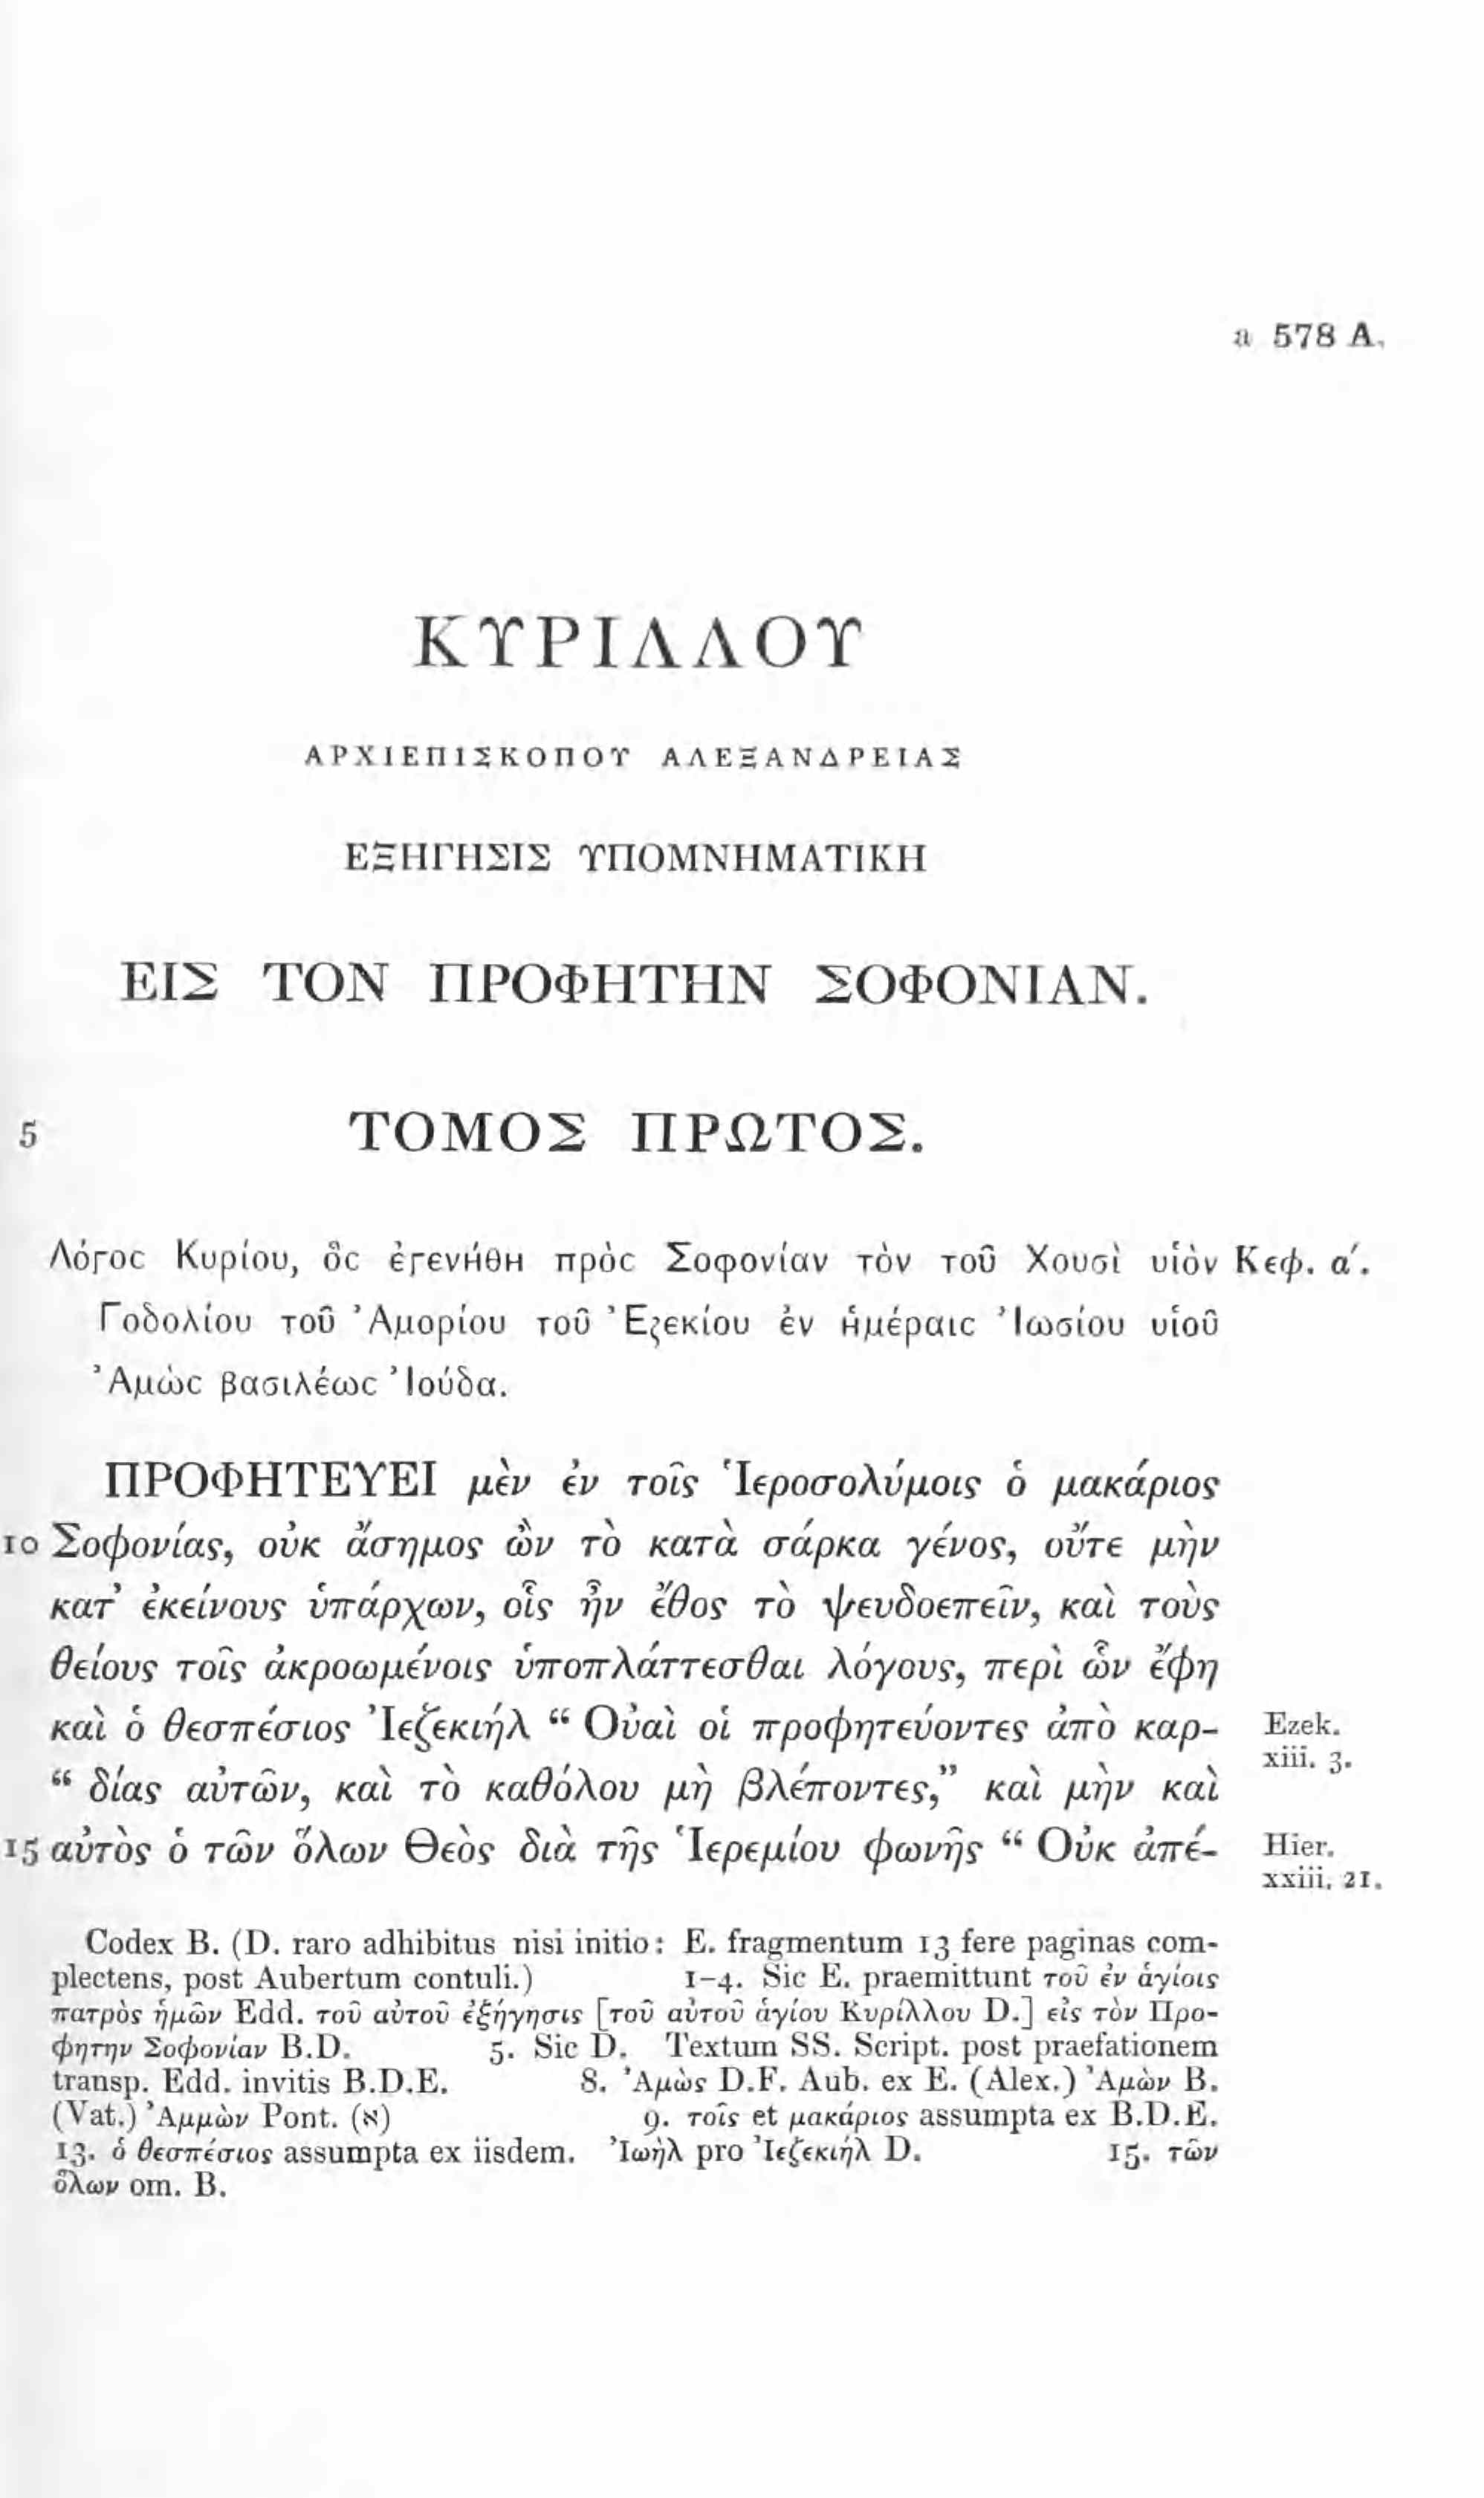 a 578 A.
ΚΥΡΙΛΛΟΥ
ΑΡΧΙΕΠΙΣΚΟΠΟΥ ΑΛΕΞΑΝΔΡΕΙΑΣ
ΕΞΗΓΗΣΙΣ ΥΠΟΜΝΗΜΑΤΙΚΗ
ΕΙΣ ΤΟΝ ΠΡΟΦΗΤΗΝ ΣΟΦΟΝΙΑΝ.
5 ΤΟΜΟΣ ΠΡΩΤΟΣ.
Λόγος Κυρίου, ὃς ἐγενήθη πρὸς Σοφονίαν τὸν τοῦ Χουσὶ υἱὸν Κεφ. α΄.
Γοδολίου τοῦ Ἀμορίου τοῦ Ἐζεκίου ἐν ἡμέραις Ἰωσίου υἱοῦ
Ἀμὼς βασιλέως Ἰούδα.
ΠΡΟΦΗΤΕΥΕΙ μὲν ἐν τοῖς Ἱεροσολύμοις ὁ μακάριος
10 Σοφονίας, οὐκ ἄσημος ὢν τὸ κατὰ σάρκα γένος, οὔτε μὴν
κατ’ ἐκείνους ὑπάρχων, οἷς ἦν ἔθος τὸ ψευδοεπεῖν, καὶ τοὺς
θείους τοῖς ἀκροωμένοις ὑποπλάττεσθαι λόγους, περὶ ὧν ἔφη
καὶ ὁ θεσπέσιος Ἰεζεκιήλ “ Οὐαὶ οἱ προφητεύοντες ἀπὸ καρ- Ezek.
xiii. 3.
“ δίας αὐτῶν, καὶ τὸ καθόλου μὴ βλέποντες,” καὶ μὴν καὶ
15 αὐτὸς ὁ τῶν ὅλων Θεὸς διὰ τῆς Ἱερεμίου φωνῆς “ Οὐκ ἀπέ- Hier.
xxiii. 21.
Codex B. (D. raro adhibitus nisi initio: E. fragmentum 13 fere paginas com-
plectens, post Aubertum contuli.) 1-4. Sic E. praemittunt τοῦ ἐν ἁγίοις
πατρὸς ἡμῶν Edd. τοῦ αὐτοῦ ἐξήγησις [τοῦ αὐτοῦ ἁγίου Κυρίλλου D.] εἰς τὸν Προ-
φητην Σοφονίαν B.D. 5. Sic D. Textum SS. Script. post praefationem
transp. Edd. invitis B.D.E. 8. Ἀμὼς D.F. Aub. ex E. (Alex.) Ἀμὼν B.
(Vat.) Ἀμμὼν Pont. (א) 9. τοῖς et μακάριος assumpta ex B.D.E.
13. ὁ θεσπέσιος assumpta ex iisdem. Ἰωὴλ pro Ἰεζεκιὴλ D. 15. τῶν
ὅλων om. B.